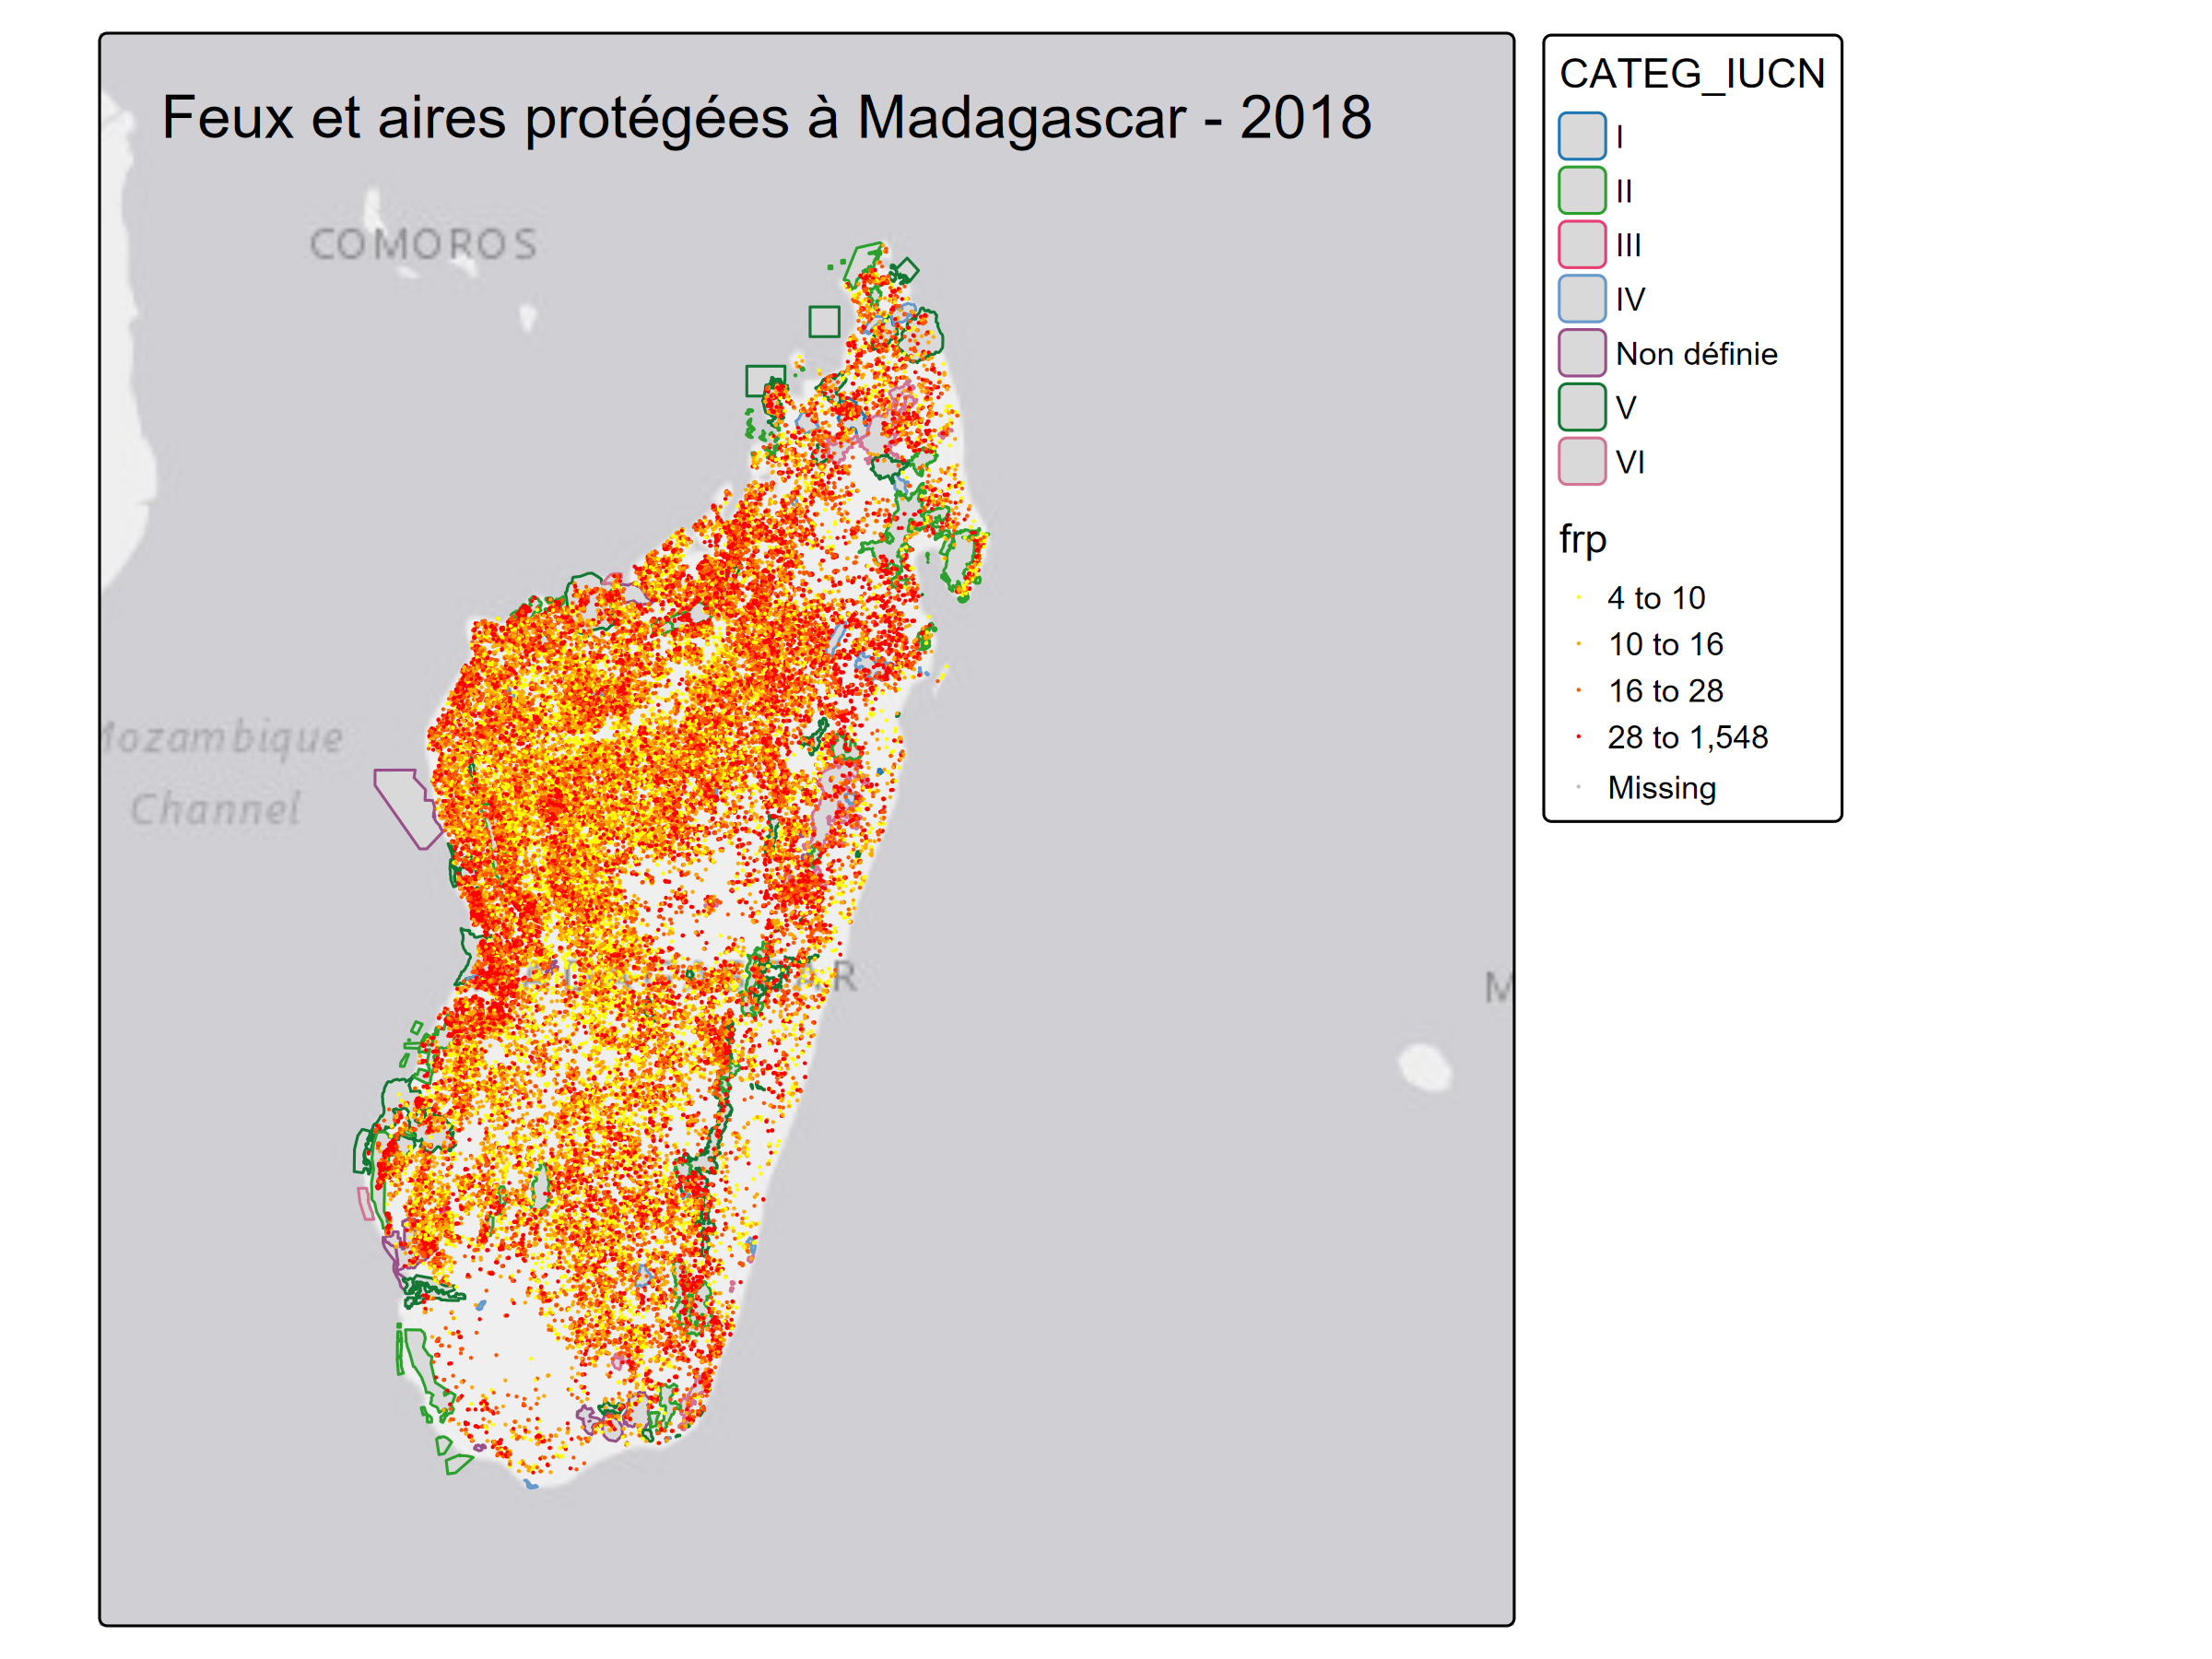 Feux et aires protégées à Madagascar - 2018
COMOROS
Mozambique
Channel
M
CATEG_IUCN
I
II
III
IV
Non définie
V
VI
frp
4 to 10
10 to 16
16 to 28
28 to 1,548
Missing